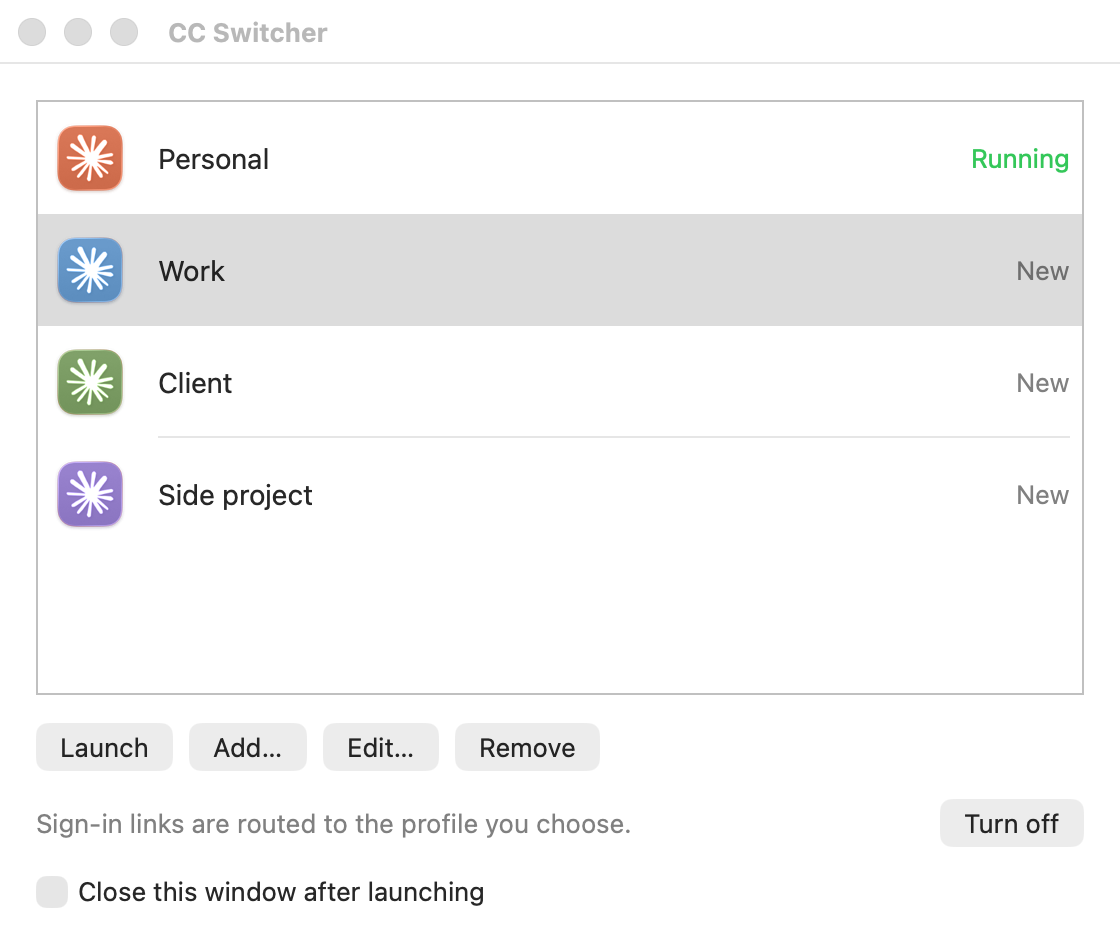 CC Switcher
Personal
Running
Work
New
Client
New
Side project
New
Launch
Add...
Edit...
Remove
Sign-in links are routed to the profile you choose.
Turn off
Close this window after launching